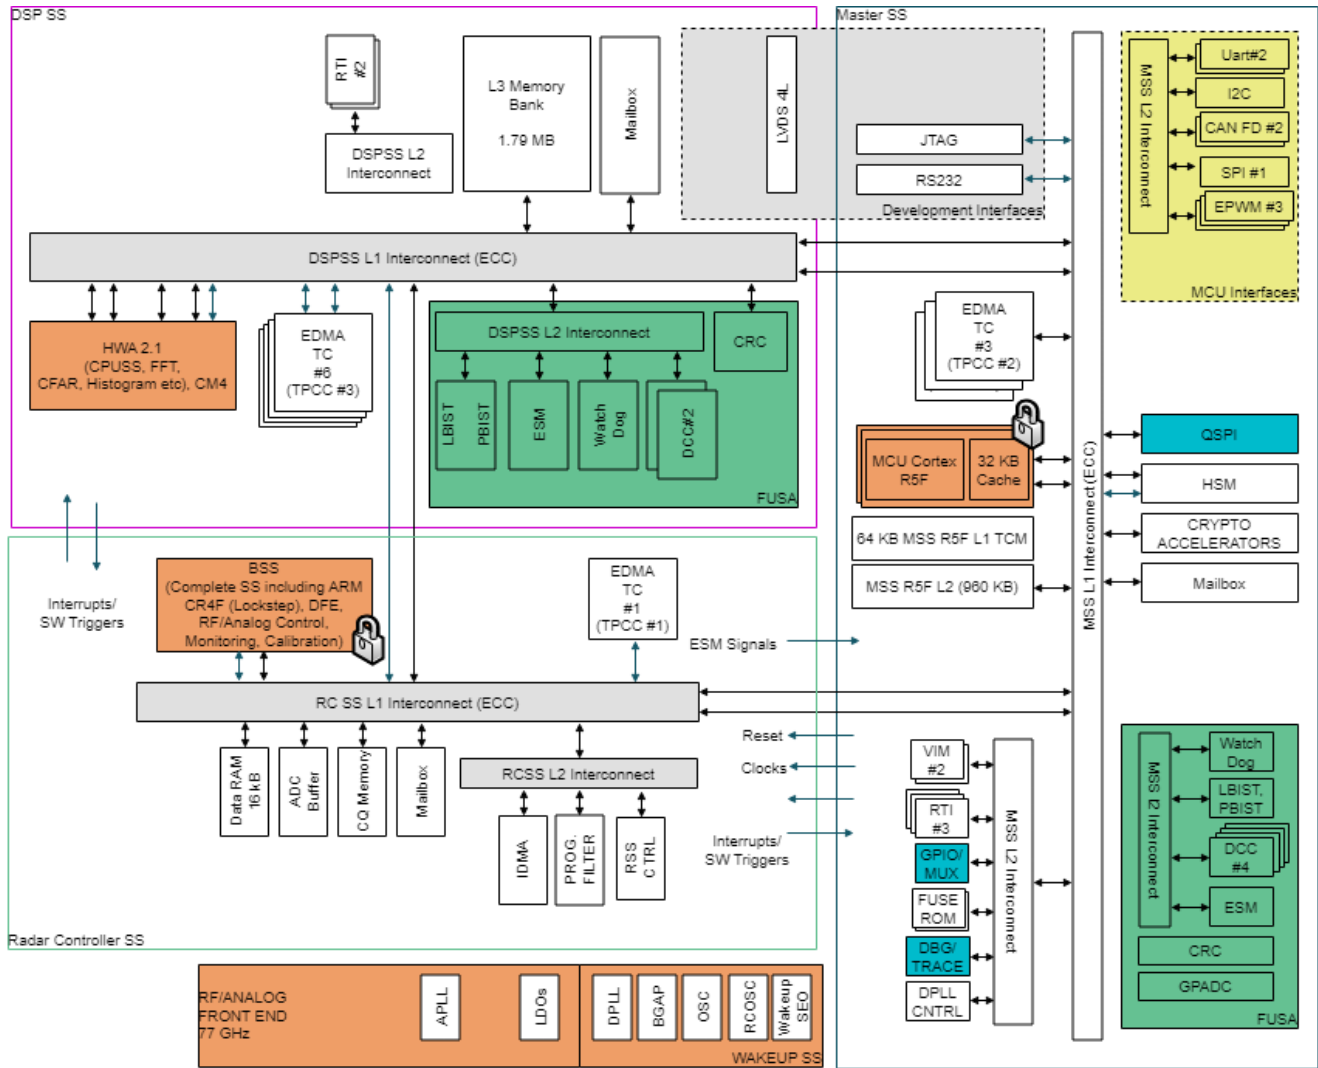 DSP SS
RTI
#2
DSPSS L2
Interconnect
L3 Memory
Bank
1.79 MB
Mailbox
LVDS 4L
JTAG
RS232
Development Interfaces
DSPSS L1 Interconnect (ECC)
HWA 2.1
(CPUSS, FFT,
CFAR, Histogram etc), CM4
EDMA
TC
#6
(TPCC #3)
DSPSS L2 Interconnect
CRC
LBIST
PBIST
ESM
Watch
Dog
DCC#2
FUSA
Master SS
MSS L1 Interconnect (ECC)
MSS L2 Interconnect
Uart#2
I2C
CAN FD #2
SPI #1
EPWM #3
MCU Interfaces
EDMA
TC
#3
(TPCC #2)
MCU Cortex
R5F
32 KB
Cache
64 KB MSS R5F L1 TCM
MSS R5F L2 (960 KB)
QSPI
HSM
CRYPTO
ACCELERATORS
Mailbox
Interrupts/
SW Triggers
BSS
(Complete SS including ARM
CR4F (Lockstep), DFE,
RF/Analog Control,
Monitoring, Calibration)
EDMA
TC
#1
(TPCC #1)
ESM Signals
RC SS L1 Interconnect (ECC)
Data RAM
16 kB
ADC
Buffer
CQ Memory
Mailbox
RCSS L2 Interconnect
IDMA
PROG.
FILTER
RSS
CTRL
Reset
Clocks
Interrupts/
SW Triggers
Radar Controller SS
VIM
#2
RTI
#3
GPIO/
MUX
FUSE
ROM
DBG/
TRACE
DPLL
CNTRL
MSS L2 Interconnect
MSS l2 Interconnect
Watch
Dog
LBIST,
PBIST
DCC
#4
ESM
CRC
GPADC
FUSA
RF/ANALOG
FRONT END
77 GHz
APLL
LDOs
DPLL
BGAP
OSC
RCOSC
Wakeup
SEO
WAKEUP SS